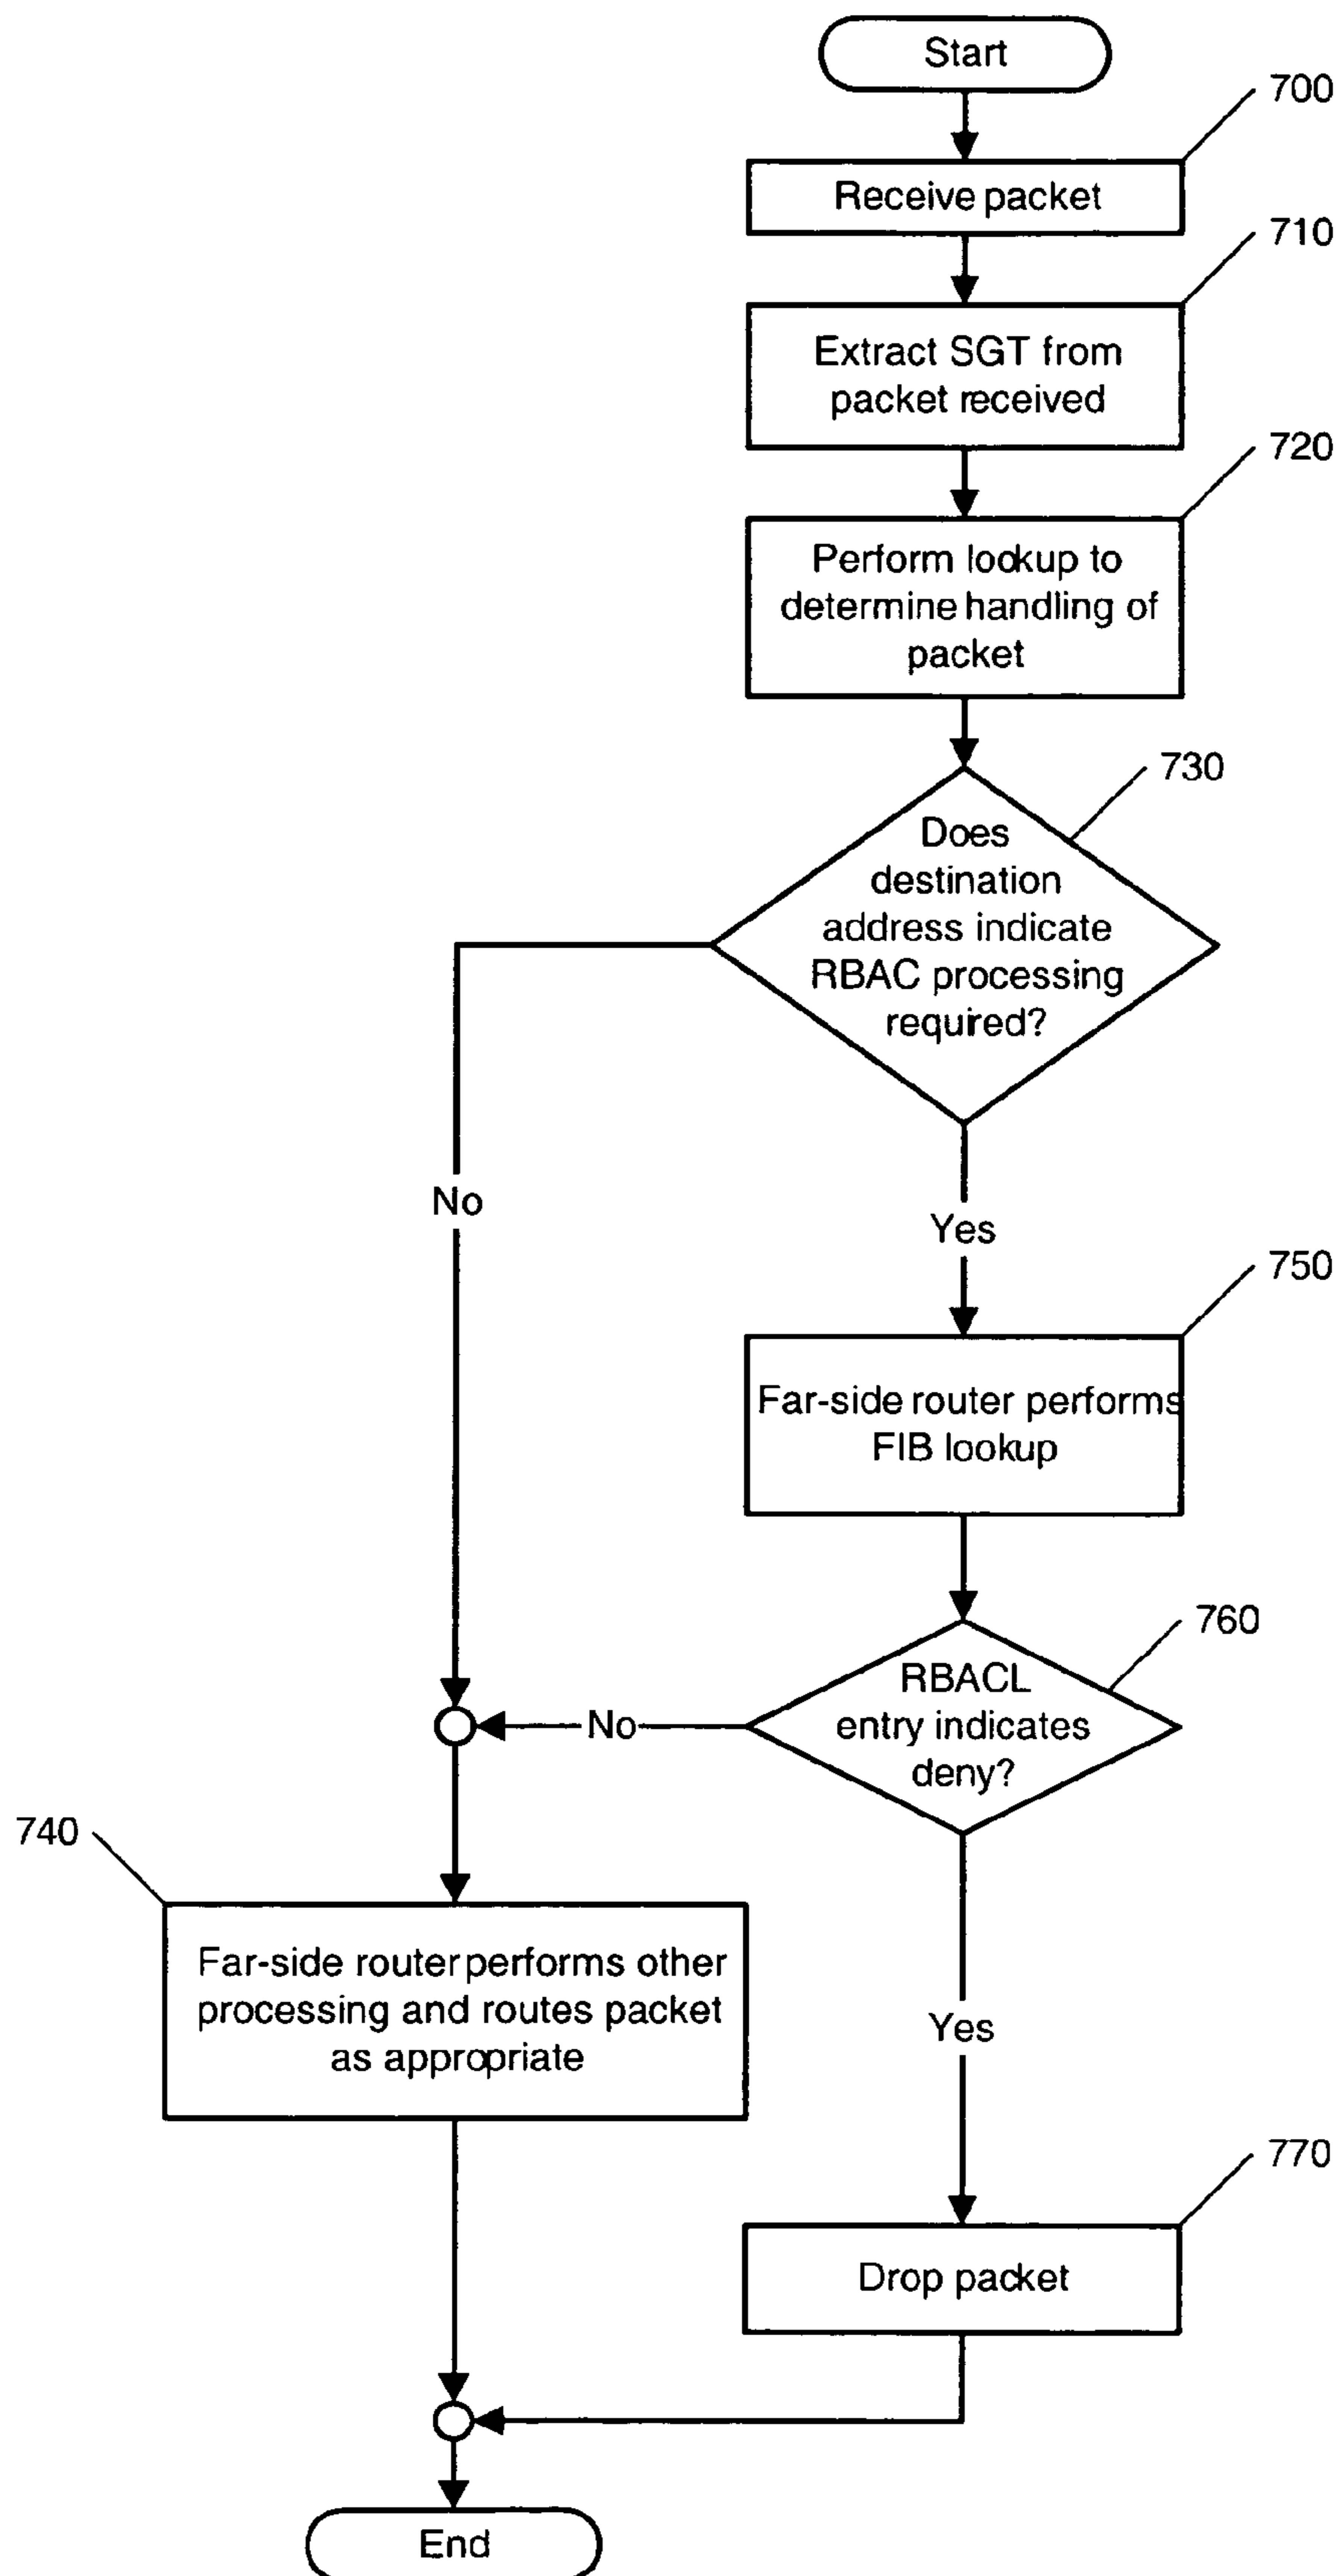 Start
700
Receive packet
710
Extract SGT from
packet received
720
Perform lookup to
determine handling of
packet
730
Does
destination
address indicate
RBAC processing
required?
No
Yes
750
Far-side router performs
FIB lookup
760
RBACL
entry indicates
deny?
No
740
Far-side router performs other
processing and routes packet
as appropriate
Yes
770
Drop packet
End